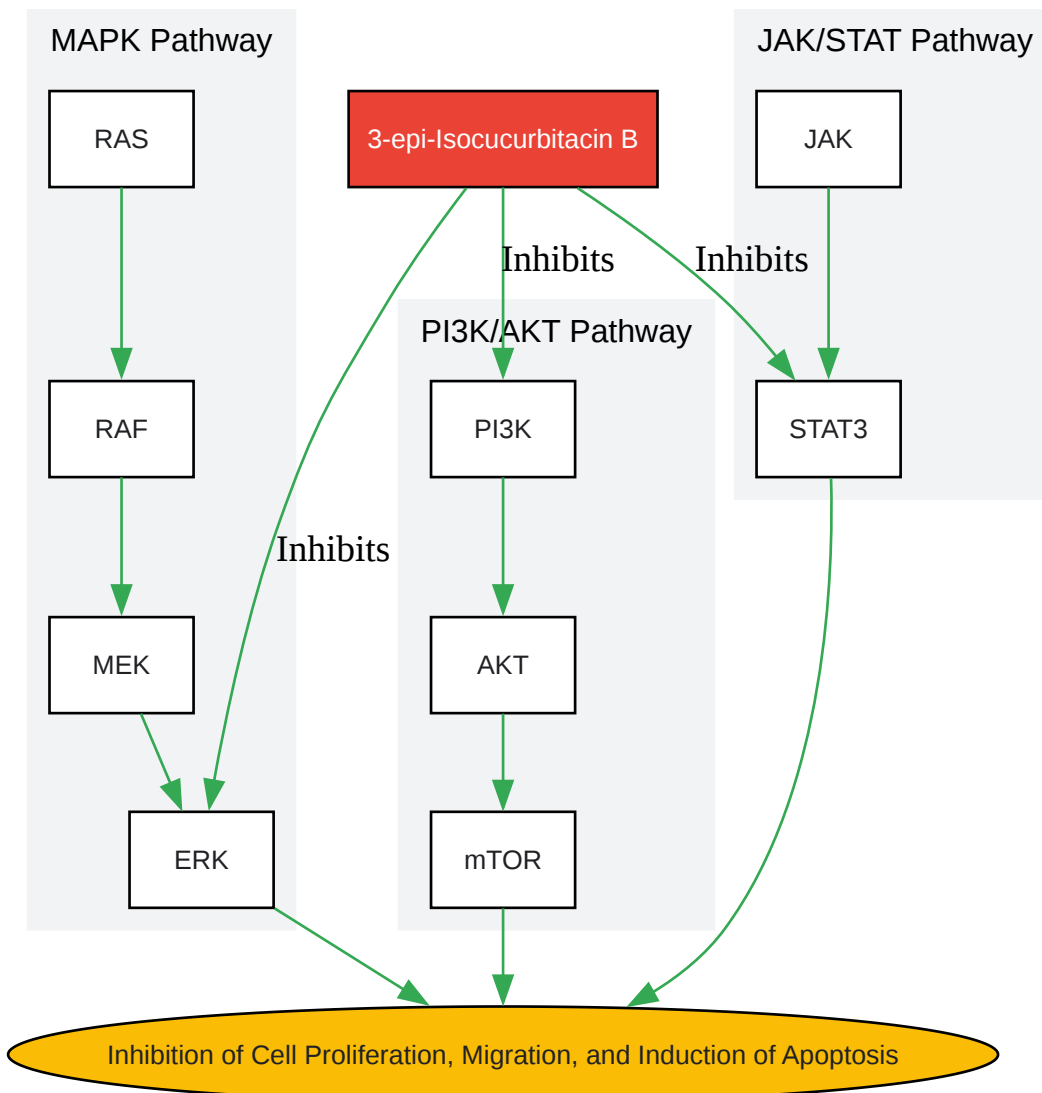 MAPK Pathway
JAK/STAT Pathway
RAS
3-epi-Isocucurbitacin B
JAK
Inhibits
Inhibits
PI3K/AKT Pathway
RAF
PI3K
STAT3
Inhibits
MEK
AKT
ERK
mTOR
Inhibition of Cell Proliferation, Migration, and Induction of Apoptosis